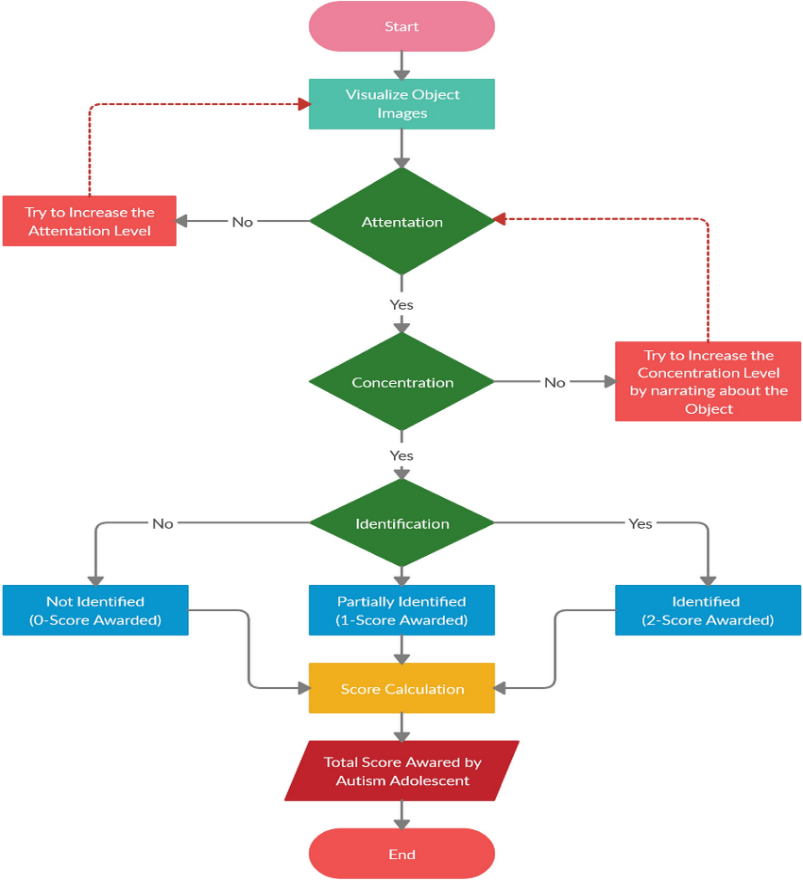 Start
Visualize Object
Images
Try to Increase the
Attentation Level
No
Attentation
Yes
Concentration
No
Try to Increase the
Concentration Level
by narrating about the
Object
Yes
No
Identification
Yes
Not Identified
(0-Score Awarded)
Partially Identified
(1-Score Awarded)
Identified
(2-Score Awarded)
Score Calculation
Total Score Awared by
Autism Adolescent
End